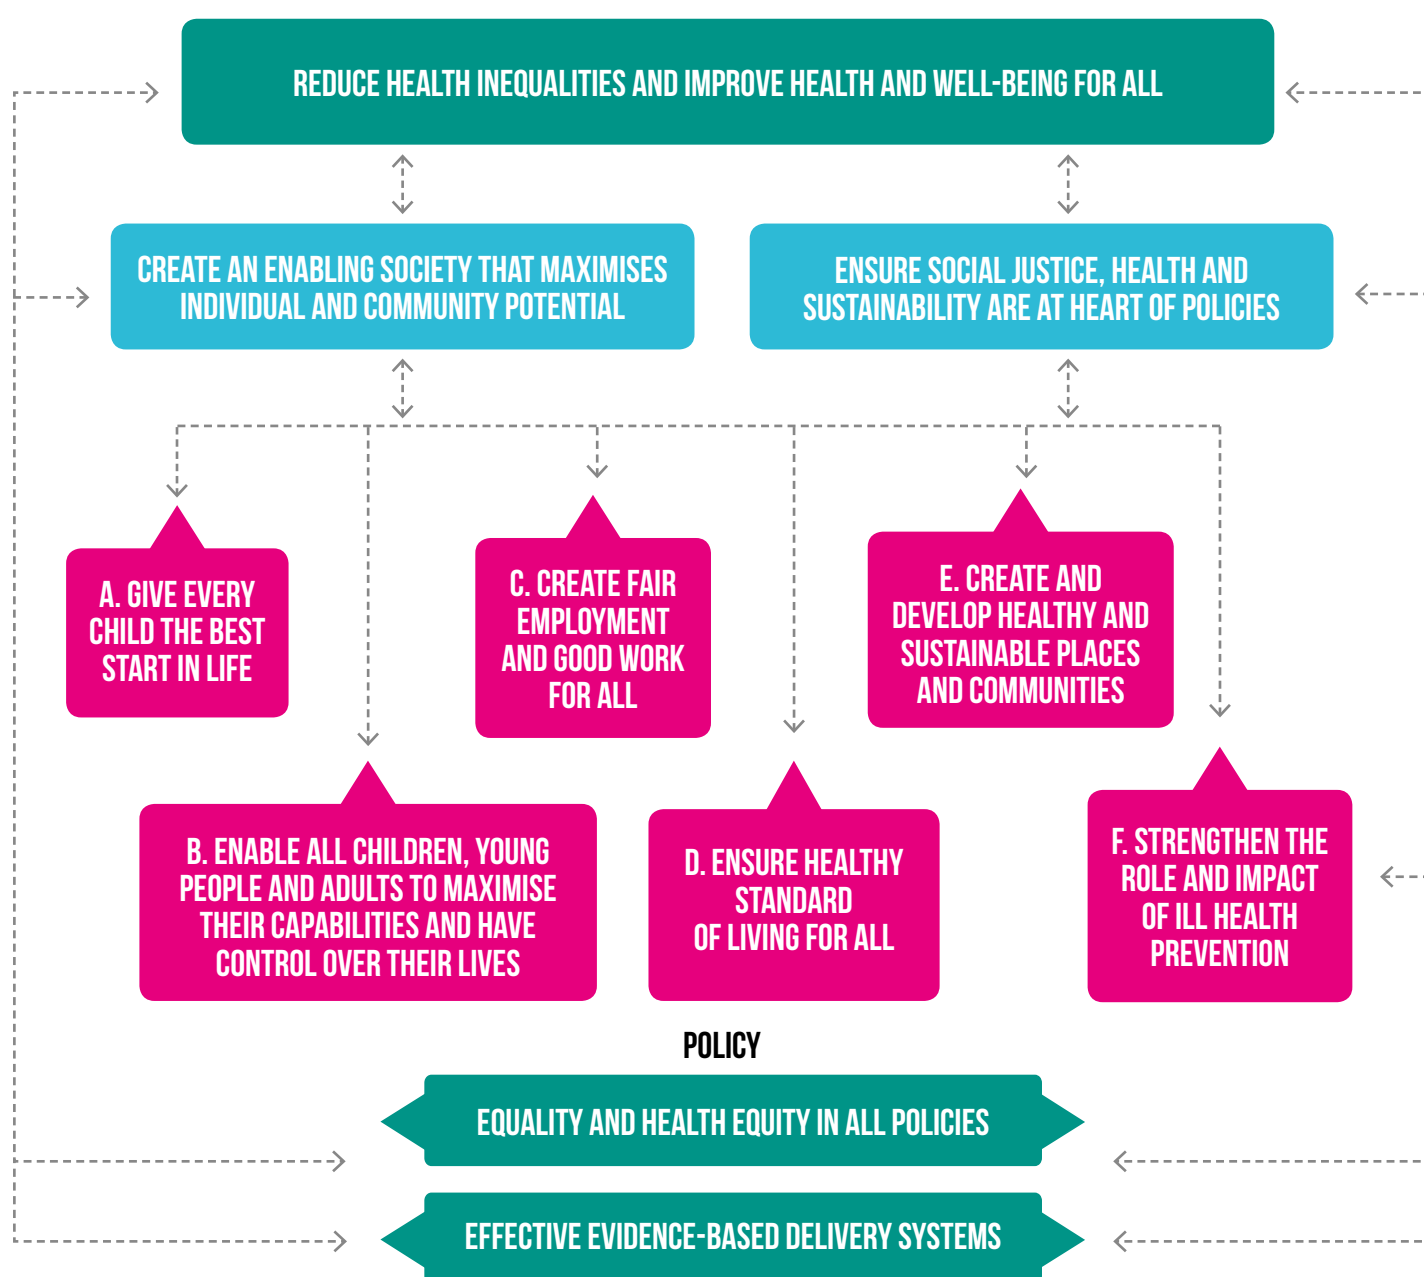 REDUCE HEALTH INEQUALITIES AND IMPROVE HEALTH AND WELL-BEING FOR ALL
CREATE AN ENABLING SOCIETY THAT MAXIMISES
INDIVIDUAL AND COMMUNITY POTENTIAL
ENSURE SOCIAL JUSTICE, HEALTH AND
SUSTAINABILITY ARE AT HEART OF POLICIES
A. GIVE EVERY
CHILD THE BEST
START IN LIFE
C. CREATE FAIR
EMPLOYMENT
AND GOOD WORK
FOR ALL
E. CREATE AND
DEVELOP HEALTHY AND
SUSTAINABLE PLACES
AND COMMUNITIES
B. ENABLE ALL CHILDREN, YOUNG
PEOPLE AND ADULTS TO MAXIMISE
THEIR CAPABILITIES AND HAVE
CONTROL OVER THEIR LIVES
D. ENSURE HEALTHY
STANDARD
OF LIVING FOR ALL
F. STRENGTHEN THE
ROLE AND IMPACT
OF ILL HEALTH
PREVENTION
POLICY
EQUALITY AND HEALTH EQUITY IN ALL POLICIES
EFFECTIVE EVIDENCE-BASED DELIVERY SYSTEMS